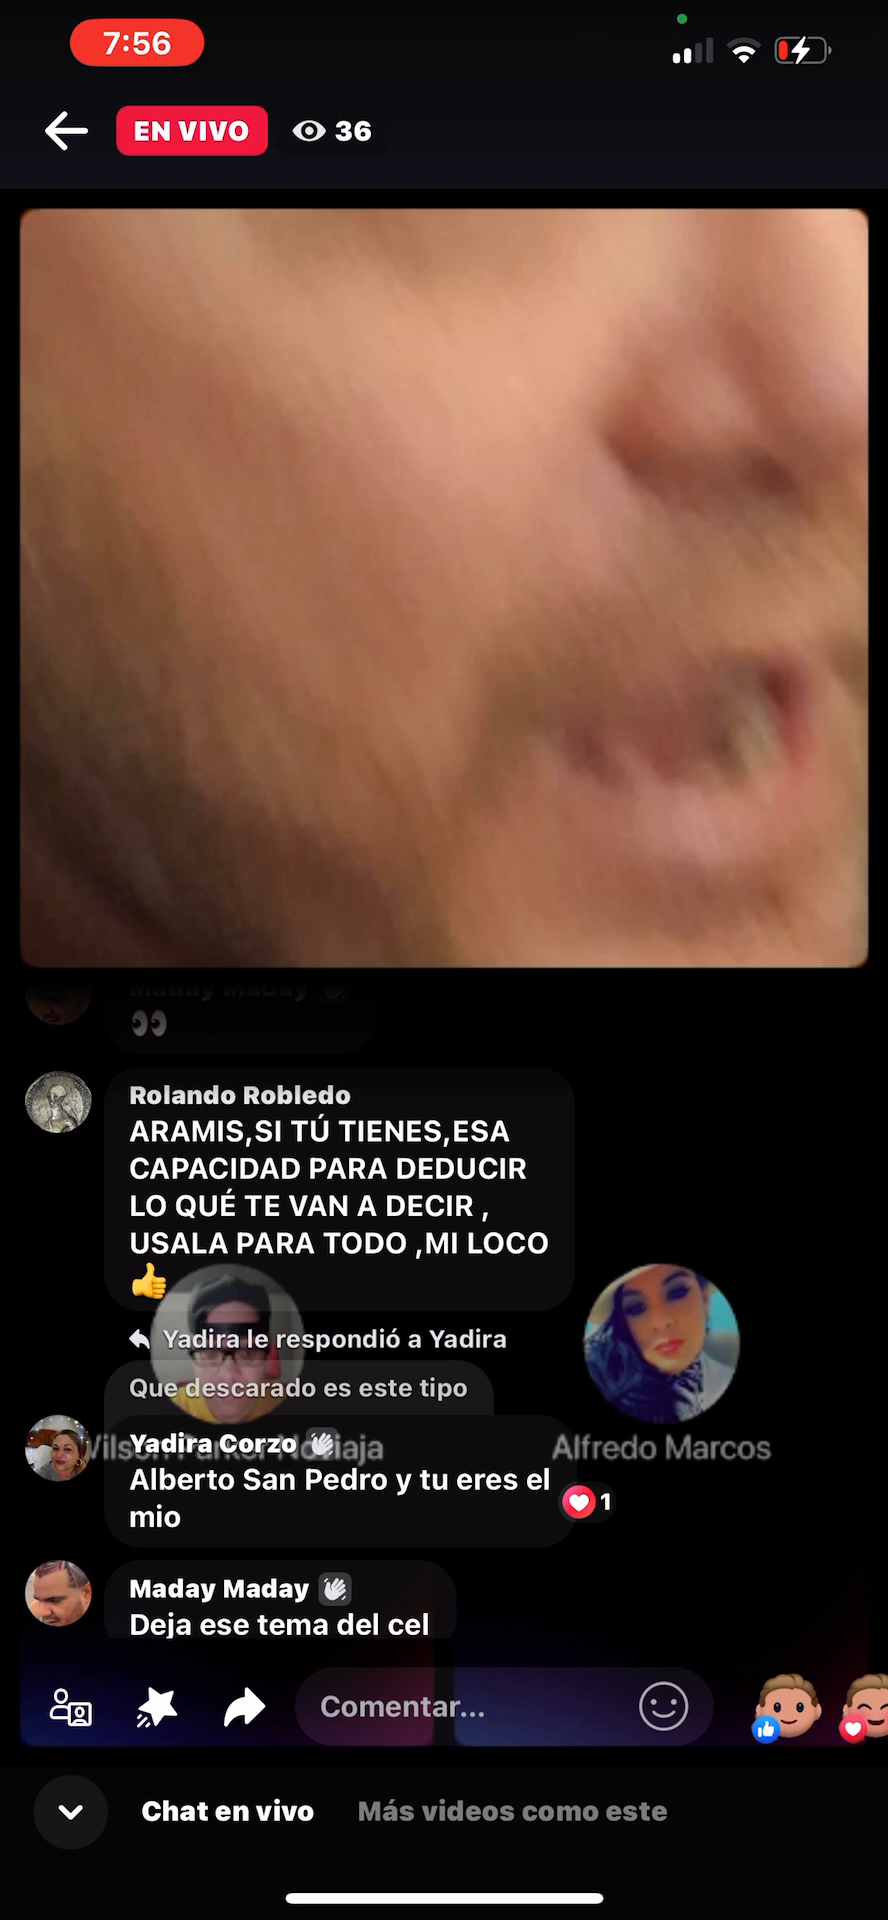 7:56
EN VIVO
36
Maday Maday
👀
Rolando Robledo
ARAMIS,SI TÚ TIENES,ESA
CAPACIDAD PARA DEDUCIR
LO QUÉ TE VAN A DECIR ,
USALA PARA TODO ,MI LOCO
👍
Yadira le respondió a Yadira
Que descarado es este tipo
Yadira Corzo
Alfredo Marcos
Alberto San Pedro y tu eres el
mio
1
Maday Maday
Deja ese tema del cel
Comentar...
Chat en vivo
Más videos como este